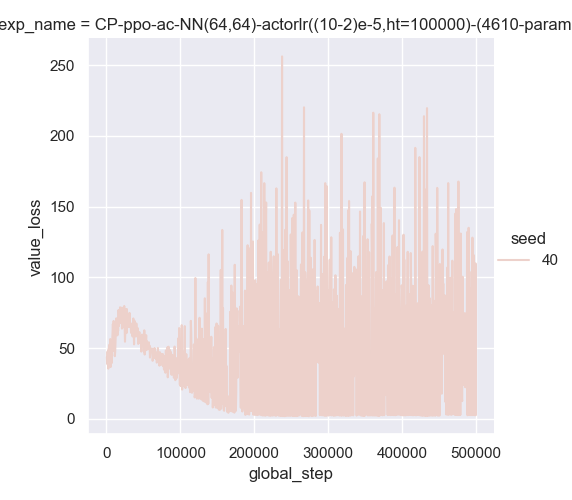 exp_name = CP-ppo-ac-NN(64,64)-actorlr((10-2)e-5,ht=100000)-(4610-param
250
200
150
100
50
0
value_loss
seed
40
0 100000 200000 300000 400000 500000
global_step